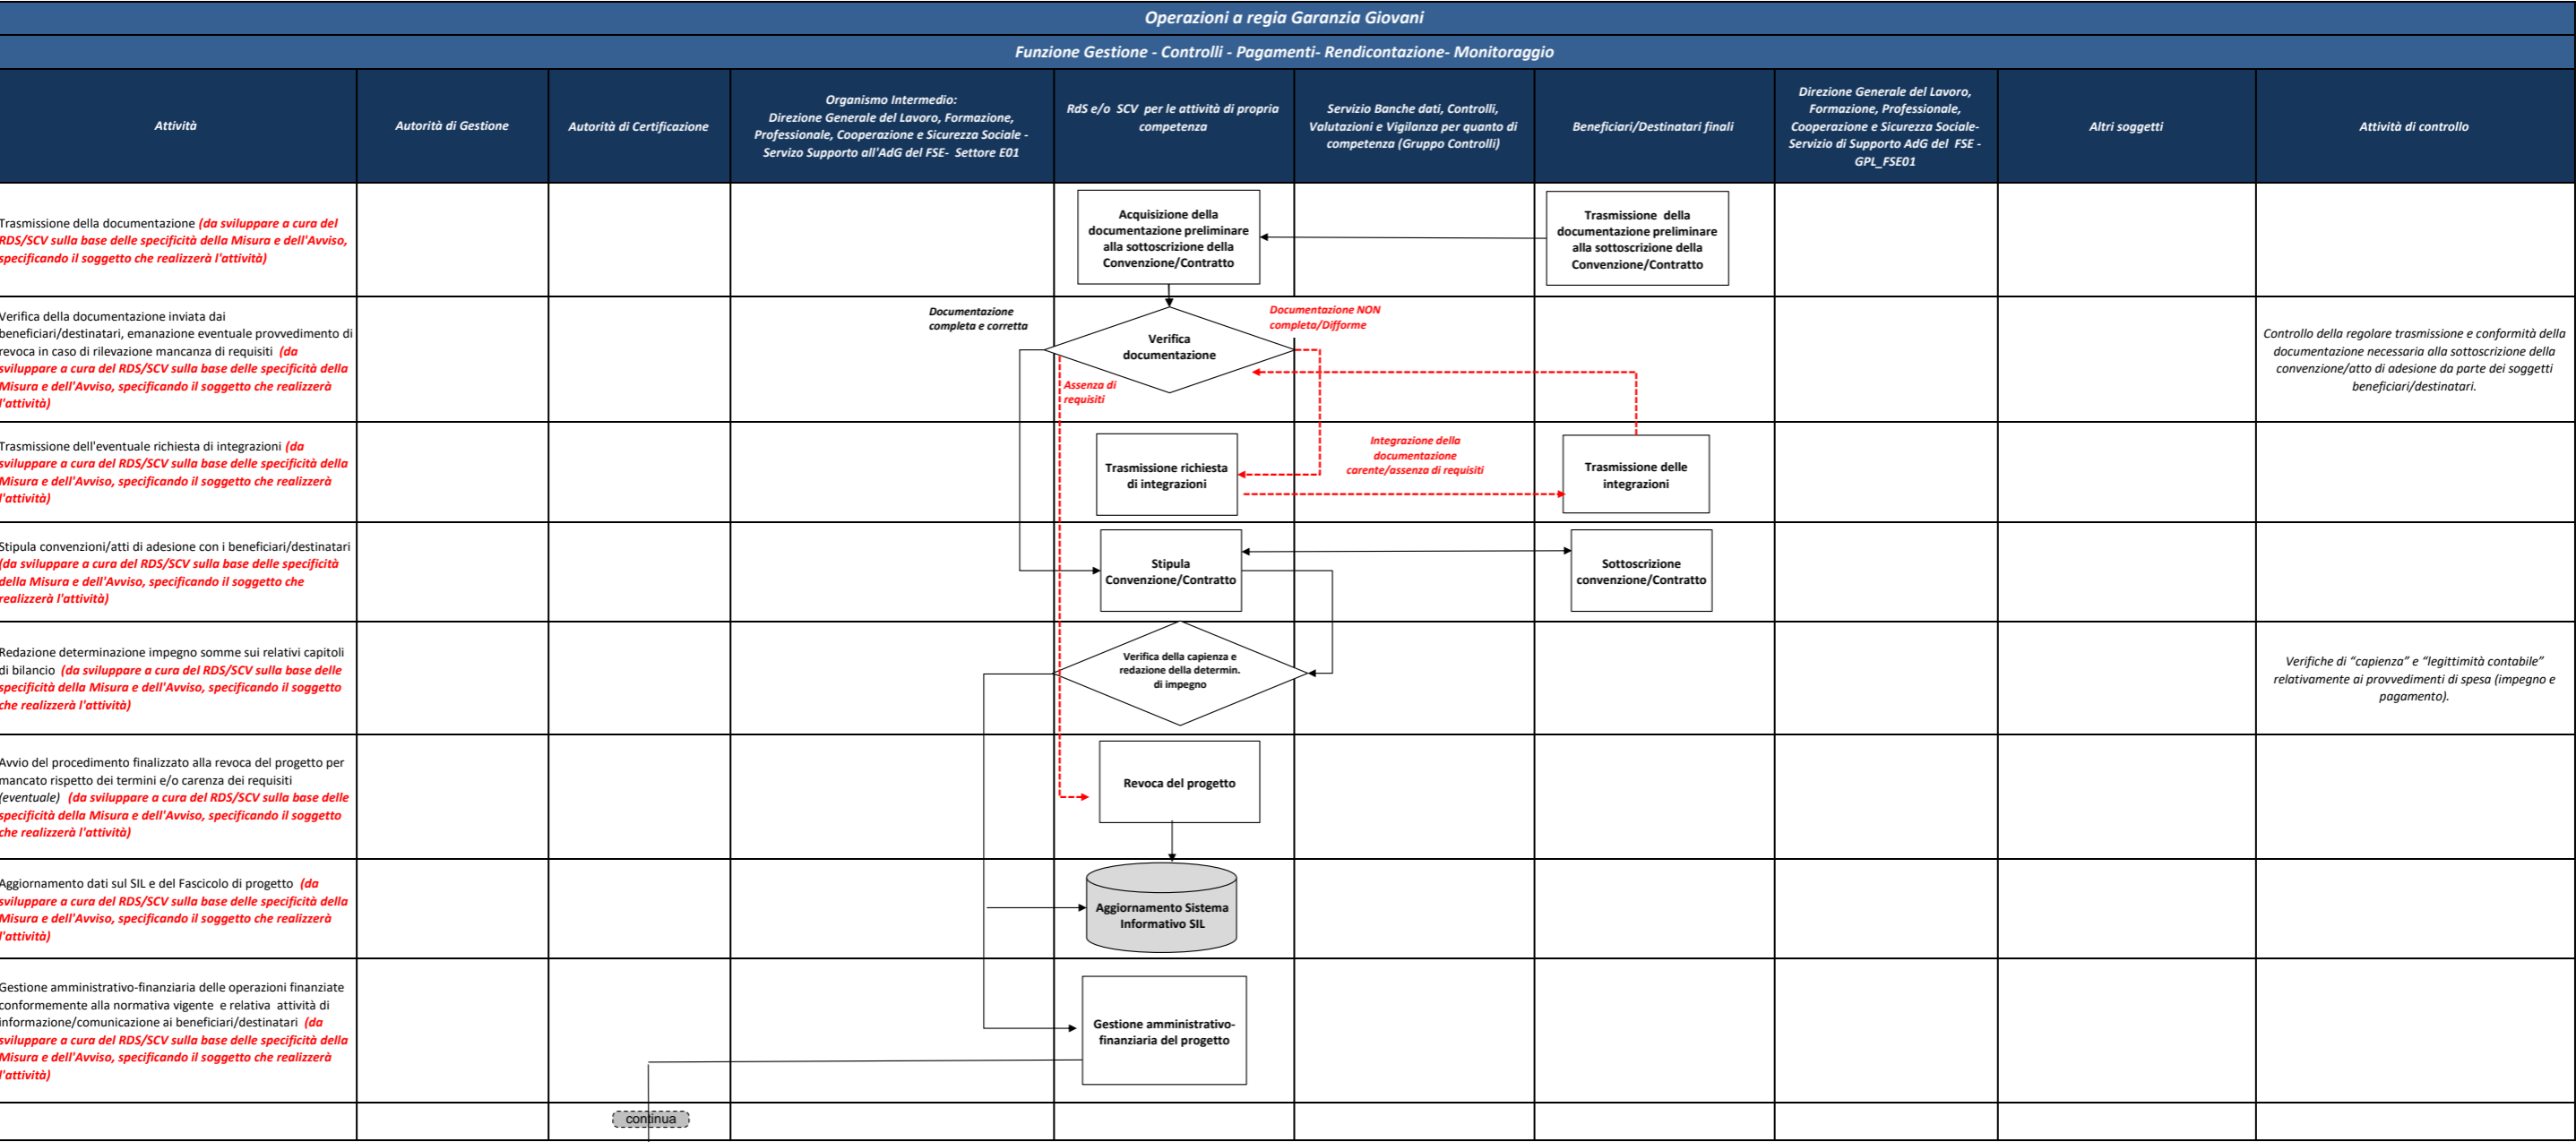 Operazioni a regia Garanzia Giovani
Funzione Gestione - Controlli - Pagamenti- Rendicontazione- Monitoraggio
Attività
Autorità di Gestione
Autorità di Certificazione
Organismo Intermedio:
Direzione Generale del Lavoro, Formazione,
Professionale, Cooperazione e Sicurezza Sociale -
Servizo Supporto all'AdG del FSE- Settore E01
RdS e/o SCV per le attività di propria
competenza
Servizio Banche dati, Controlli,
Valutazioni e Vigilanza per quanto di
competenza (Gruppo Controlli)
Beneficiari/Destinatari finali
Direzione Generale del Lavoro,
Formazione, Professionale,
Cooperazione e Sicurezza Sociale-
Servizio di Supporto AdG del FSE -
GPL_FSE01
Altri soggetti
Attività di controllo
Trasmissione della documentazione (da sviluppare a cura del
RDS/SCV sulla base delle specificità della Misura e dell'Avviso,
specificando il soggetto che realizzerà l'attività)
Acquisizione della
documentazione preliminare
alla sottoscrizione della
Convenzione/Contratto
Trasmissione della
documentazione preliminare
alla sottoscrizione della
Convenzione/Contratto
Verifica della documentazione inviata dai
beneficiari/destinatari, emanazione eventuale provvedimento di
revoca in caso di rilevazione mancanza di requisiti (da
sviluppare a cura del RDS/SCV sulla base delle specificità della
Misura e dell'Avviso, specificando il soggetto che realizzerà
l'attività)
Documentazione
completa e corretta
Verifica
documentazione
Documentazione NON
completa/Difforme
Assenza di
requisiti
Controllo della regolare trasmissione e conformità della
documentazione necessaria alla sottoscrizione della
convenzione/atto di adesione da parte dei soggetti
beneficiari/destinatari.
Trasmissione dell'eventuale richiesta di integrazioni (da
sviluppare a cura del RDS/SCV sulla base delle specificità della
Misura e dell'Avviso, specificando il soggetto che realizzerà
l'attività)
Trasmissione richiesta
di integrazioni
Integrazione della
documentazione
carente/assenza di requisiti
Trasmissione delle
integrazioni
Stipula convenzioni/atti di adesione con i beneficiari/destinatari
(da sviluppare a cura del RDS/SCV sulla base delle specificità
della Misura e dell'Avviso, specificando il soggetto che
realizzerà l'attività)
Stipula
Convenzione/Contratto
Sottoscrizione
convenzione/Contratto
Redazione determinazione impegno somme sui relativi capitoli
di bilancio (da sviluppare a cura del RDS/SCV sulla base delle
specificità della Misura e dell'Avviso, specificando il soggetto
che realizzerà l'attività)
Verifica della capienza e
redazione della determin.
di impegno
Verifiche di “capienza” e “legittimità contabile”
relativamente ai provvedimenti di spesa (impegno e
pagamento).
Avvio del procedimento finalizzato alla revoca del progetto per
mancato rispetto dei termini e/o carenza dei requisiti
(eventuale) (da sviluppare a cura del RDS/SCV sulla base delle
specificità della Misura e dell'Avviso, specificando il soggetto
che realizzerà l'attività)
Revoca del progetto
Aggiornamento dati sul SIL e del Fascicolo di progetto (da
sviluppare a cura del RDS/SCV sulla base delle specificità della
Misura e dell'Avviso, specificando il soggetto che realizzerà
l'attività)
Aggiornamento Sistema
Informativo SIL
Gestione amministrativo-finanziaria delle operazioni finanziate
conformemente alla normativa vigente e relativa attività di
informazione/comunicazione ai beneficiari/destinatari (da
sviluppare a cura del RDS/SCV sulla base delle specificità della
Misura e dell'Avviso, specificando il soggetto che realizzerà
l'attività)
Gestione amministrativo-
finanziaria del progetto
continua